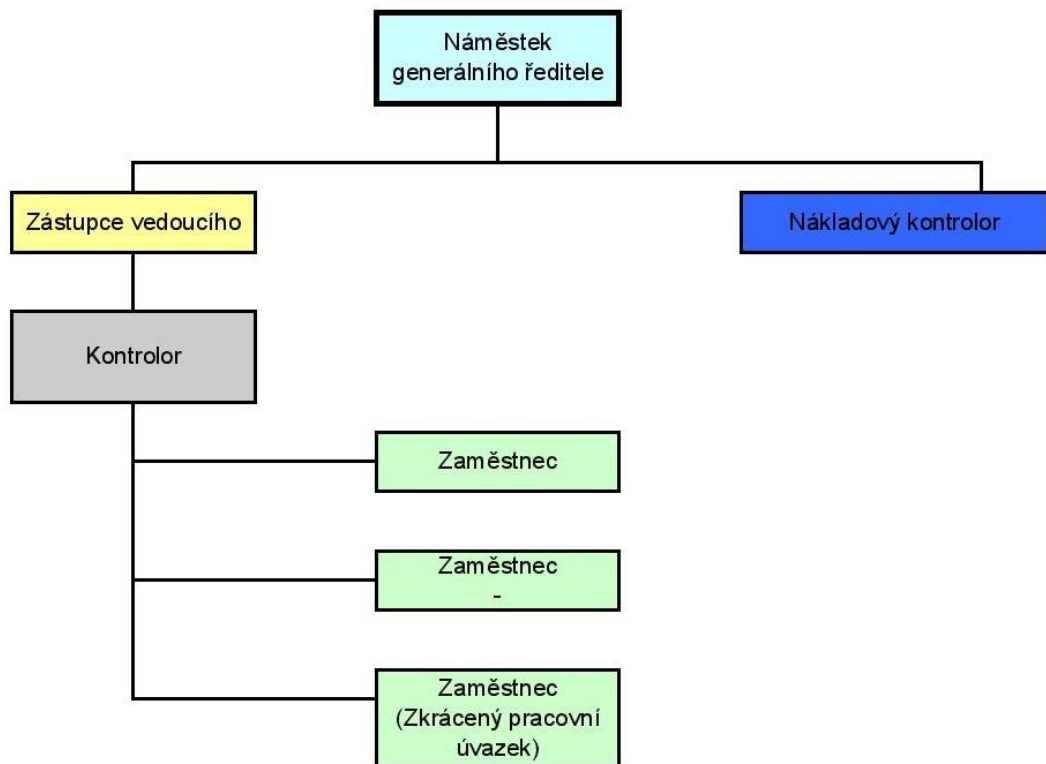 Náměstek
generálního ředitele
Zástupce vedoucího
Nákladový kontrolor
Kontrolor
Zaměstnec
Zaměstnec
-
Zaměstnec
(Zkrácený pracovní
úvazek)